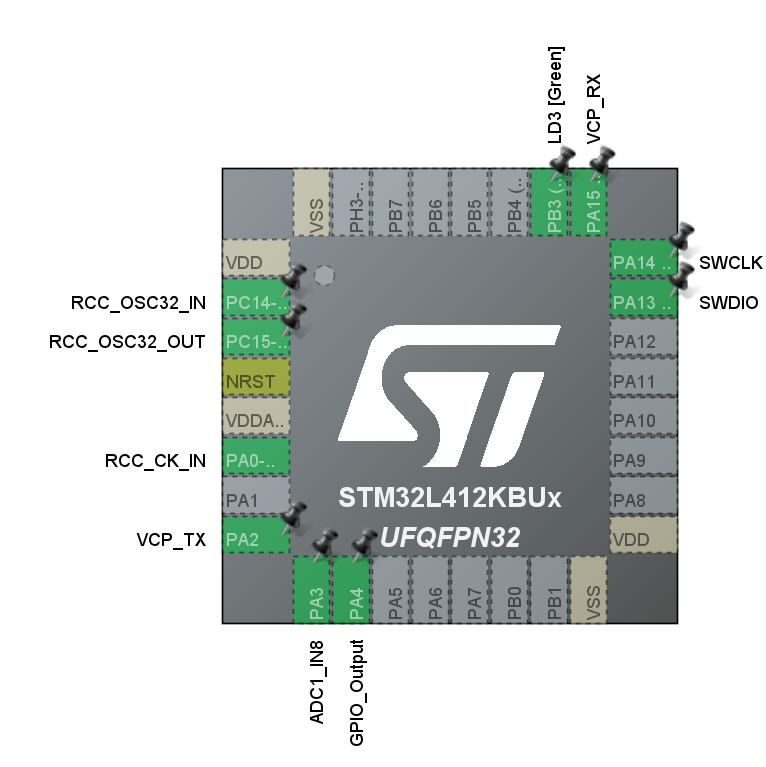 LD3 [Green]
VCP_RX
VSS
PH3-..
PB7
PB6
PB5
PB4 (..
PB3 (..
PA15 ..
VDD
PA14 ..
SWCLK
RCC_OSC32_IN
PC14-..
PA13 ..
SWDIO
RCC_OSC32_OUT
PC15-..
PA12
NRST
PA11
VDDA..
PA10
RCC_CK_IN
PA0-..
PA9
PA1
PA8
VCP_TX
PA2
VDD
ST
STM32L412KBUx
UFQFPN32
PA3
PA4
PA5
PA6
PA7
PB0
PB1
VSS
ADC1_IN8
GPIO_Output